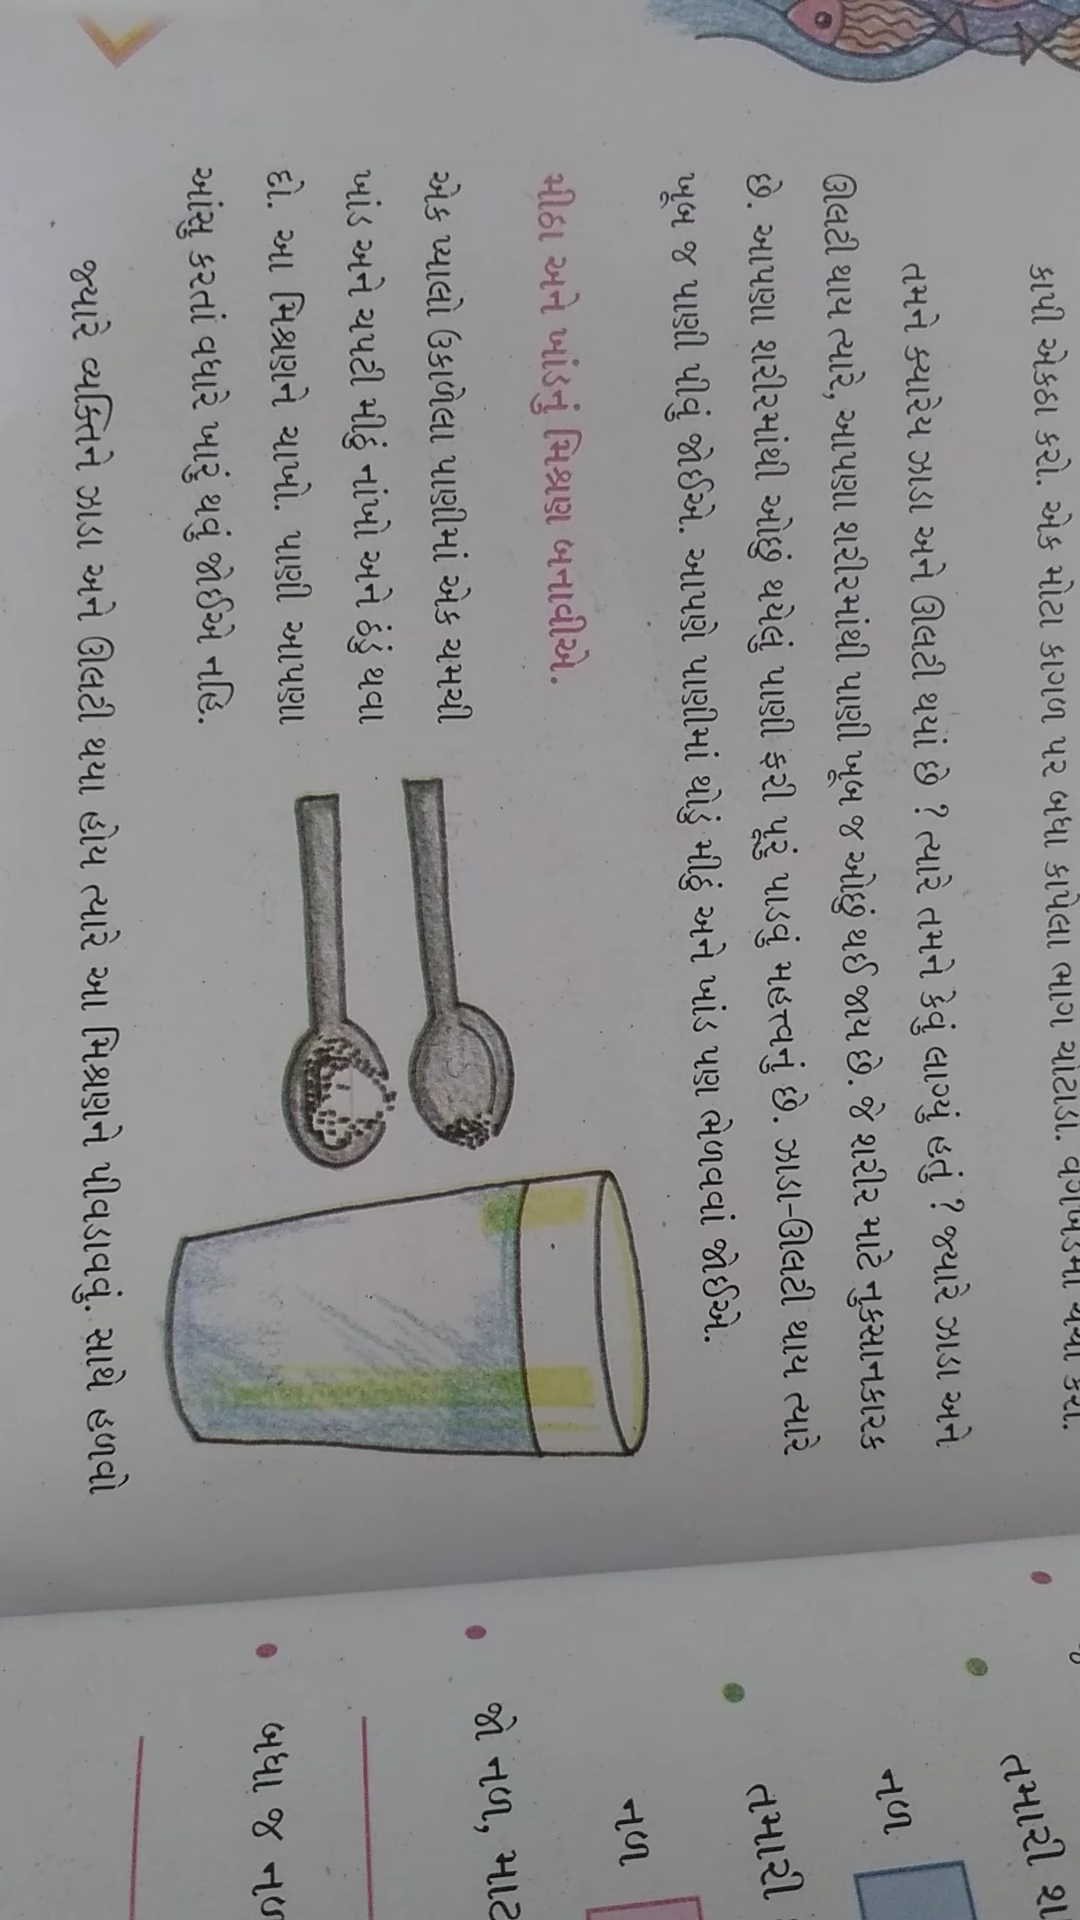 કાપી એકઠા કરો. એક મોટા કાગળ પર બધા કાપેલા ભાગ ચોંટાડો. વર્ગખંડમાં ચર્ચા કરો.
તમને ક્યારેય ઝાડા અને ઊલટી થયાં છે ? ત્યારે તમને કેવું લાગ્યું હતું ? જ્યારે ઝાડા અને
ઊલટી થાય ત્યારે, આપણા શરીરમાંથી પાણી ખૂબ જ ઓછું થઈ જાય છે. જે શરીર માટે નુકસાનકારક
છે. આપણા શરીરમાંથી ઓછું થયેલું પાણી ફરી પૂરું પાડવું મહત્ત્વનું છે. ઝાડા-ઊલટી થાય ત્યારે
ખૂબ જ પાણી પીવું જોઈએ. આપણે પાણીમાં થોડું મીઠું અને ખાંડ પણ ભેળવવાં જોઈએ.
મીઠા અને ખાંડનું મિશ્રણ બનાવીએ.
એક પ્યાલો ઉકાળેલા પાણીમાં એક ચમચી
ખાંડ અને ચપટી મીઠું નાંખો અને ઠંડું થવા
દો. આ મિશ્રણને ચાખો. પાણી આપણા
આંસુ કરતાં વધારે ખારું થવું જોઈએ નહિ.
જ્યારે વ્યક્તિને ઝાડા અને ઊલટી થયા હોય ત્યારે આ મિશ્રણને પીવડાવવું. સાથે હળવો
તમારી
નળ
તમારી
નળ
જો નળ,
બધા જ